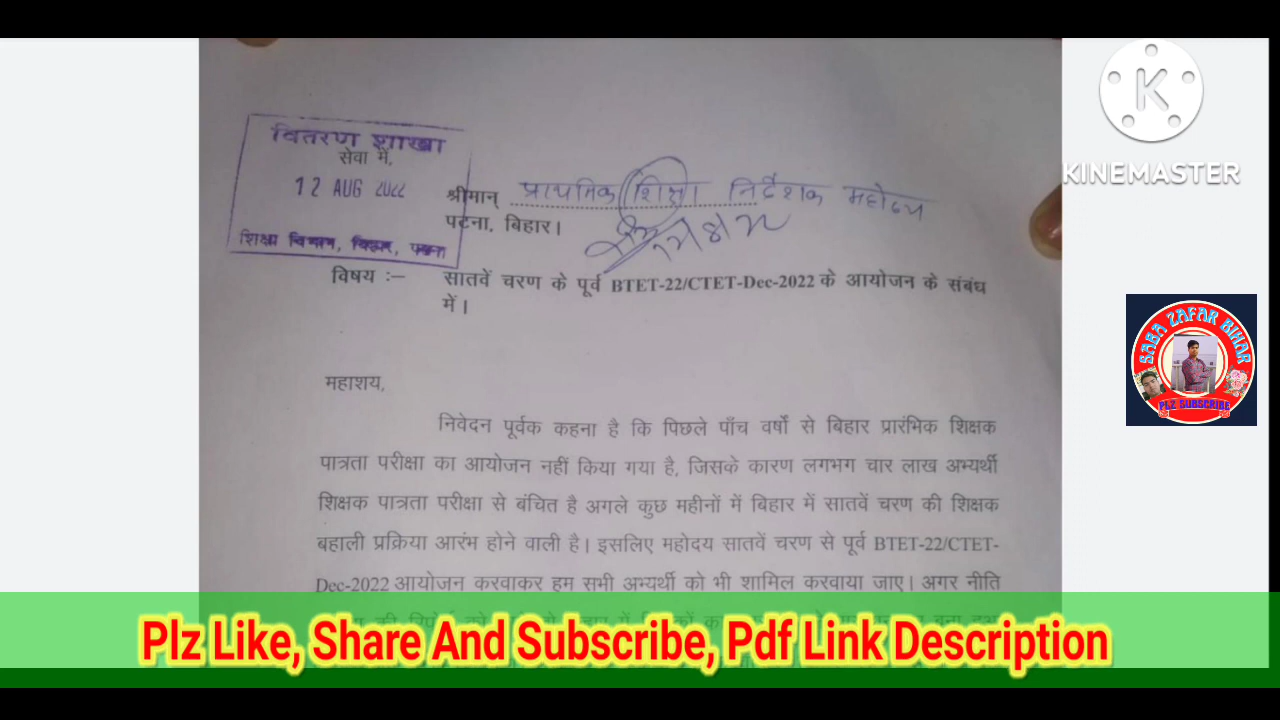 KINEMASTER
वितरण शाखा
सेवा में,
12 AUG 2022
श्रीमान् प्राथमिक शिक्षा निर्देशक महोदय
पटना, बिहार।
शिक्षा विभाग, बिहार, पटना
विषय :– सातवें चरण के पूर्व BTET-22/CTET-Dec-2022 के आयोजन के संबंध
में।
SABA ZAFAR BIHAR
PLZ SUBSCRIBE
महाशय,
निवेदन पूर्वक कहना है कि पिछले पाँच वर्षों से बिहार प्रारंभिक शिक्षक
पात्रता परीक्षा का आयोजन नहीं किया गया है, जिसके कारण लगभग चार लाख अभ्यर्थी
शिक्षक पात्रता परीक्षा से बंचित है अगले कुछ महीनों में बिहार में सातवें चरण की शिक्षक
बहाली प्रक्रिया आरंभ होने वाली है। इसलिए महोदय सातवें चरण से पूर्व BTET-22/CTET-
Dec-2022 आयोजन करवाकर हम सभी अभ्यर्थी को भी शामिल करवाया जाए। अगर नीति
Plz Like, Share And Subscribe, Pdf Link Description